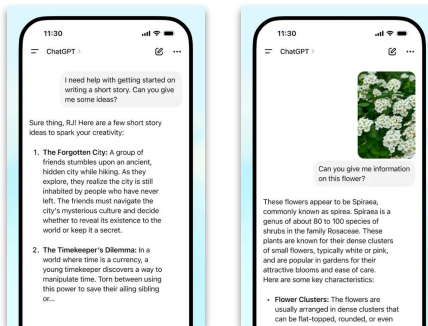 11:30
ChatGPT >
I need help with getting started on
writing a short story. Can you give
me some ideas?
Sure thing, RJ! Here are a few short story
ideas to spark your creativity:
1. The Forgotten City: A group of
friends stumbles upon an ancient,
hidden city while hiking. As they
explore, they realize the city is still
inhabited by people who have never
left. The friends must navigate the
city's mysterious culture and decide
whether to reveal its existence to the
world or keep it a secret.
2. The Timekeeper's Dilemma: In a
world where time is a currency, a
young timekeeper discovers a way to
manipulate time. Torn between using
this power to save their ailing sibling
or...
11:30
ChatGPT >
Can you give me information
on this flower?
These flowers appear to be Spiraea,
commonly known as spirea. Spiraea is a
genus of about 80 to 100 species of
shrubs in the family Rosaceae. These
plants are known for their dense clusters
of small flowers, typically white or pink,
and are popular in gardens for their
attractive blooms and ease of care.
Here are some key characteristics:
• Flower Clusters: The flowers are
usually arranged in dense clusters that
can be flat-topped, rounded, or even